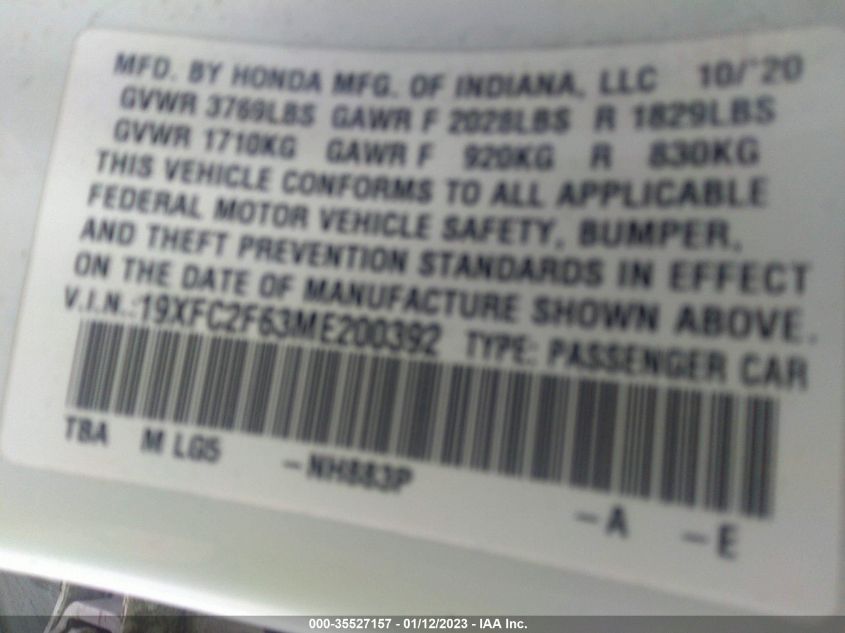 MFD. BY HONDA MFG. OF INDIANA, LLC 10/'20
GVWR 3769LBS GAWR F 2028LBS R 1829LBS
GVWR 1710KG GAWR F 920KG R 830KG
THIS VEHICLE CONFORMS TO ALL APPLICABLE
FEDERAL MOTOR VEHICLE SAFETY, BUMPER,
AND THEFT PREVENTION STANDARDS IN EFFECT
ON THE DATE OF MANUFACTURE SHOWN ABOVE.
V.I.N.:19XFC2F63ME200392 TYPE: PASSENGER CAR
TBA M LG5 -NH883P -A -E
000-35527157 - 01/12/2023 - IAA Inc.